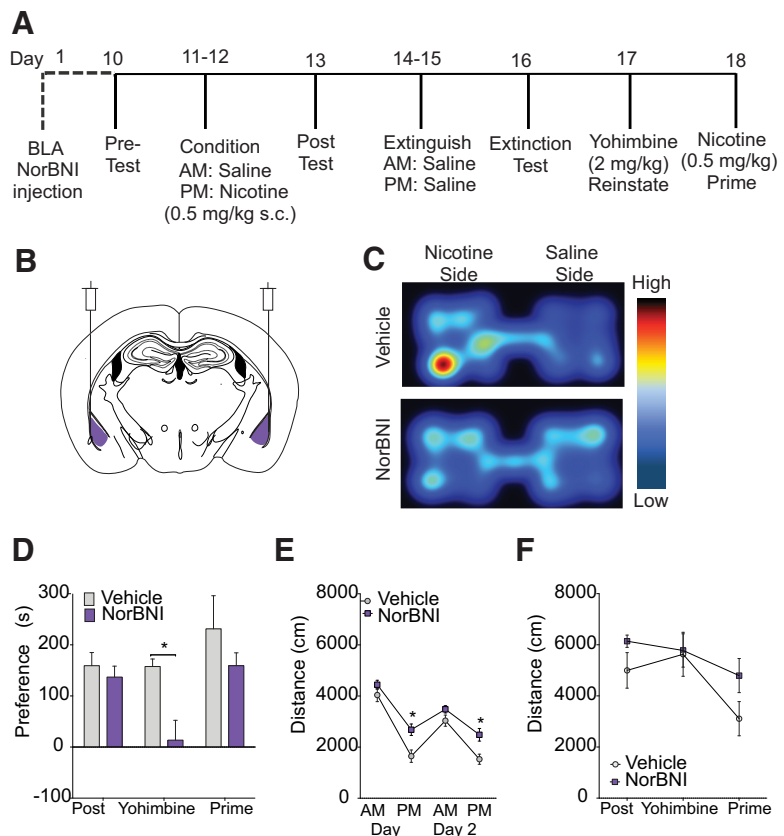 A
Day 1 10 11-12 13 14-15 16 17 18
BLA
NorBNI
injection
Pre-
Test
Condition
AM: Saline
PM: Nicotine
(0.5 mg/kg s.c.)
Post
Test
Extinguish
AM: Saline
PM: Saline
Extinction
Test
Yohimbine
(2 mg/kg)
Reinstate
Nicotine
(0.5 mg/kg)
Prime
B
C
Nicotine
Side
Saline
Side
Vehicle
NorBNI
High
Low
D
Preference (s)
300
200
100
0
-100
Vehicle
NorBNI
*
Post Yohimbine Prime
E
Distance (cm)
8000
6000
4000
2000
0
Vehicle
NorBNI
*
*
AM PM AM PM
Day Day 2
F
Distance (cm)
8000
6000
4000
2000
0
Vehicle
NorBNI
Post Yohimbine Prime